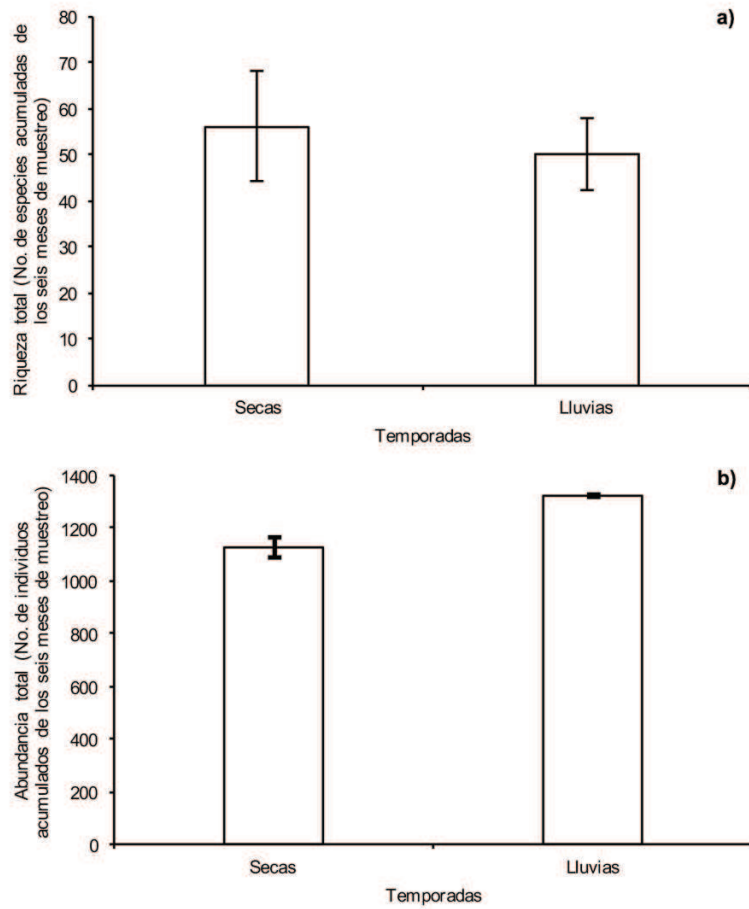 a)
Riqueza total (No. de especies acumuladas de
los seis meses de muestreo)
80
70
60
50
40
30
20
10
0
Secas
Lluvias
Temporadas
b)
Abundancia total (No. de individuos
acumulados de los seis meses de muestreo)
1400
1200
1000
800
600
400
200
0
Secas
Lluvias
Temporadas